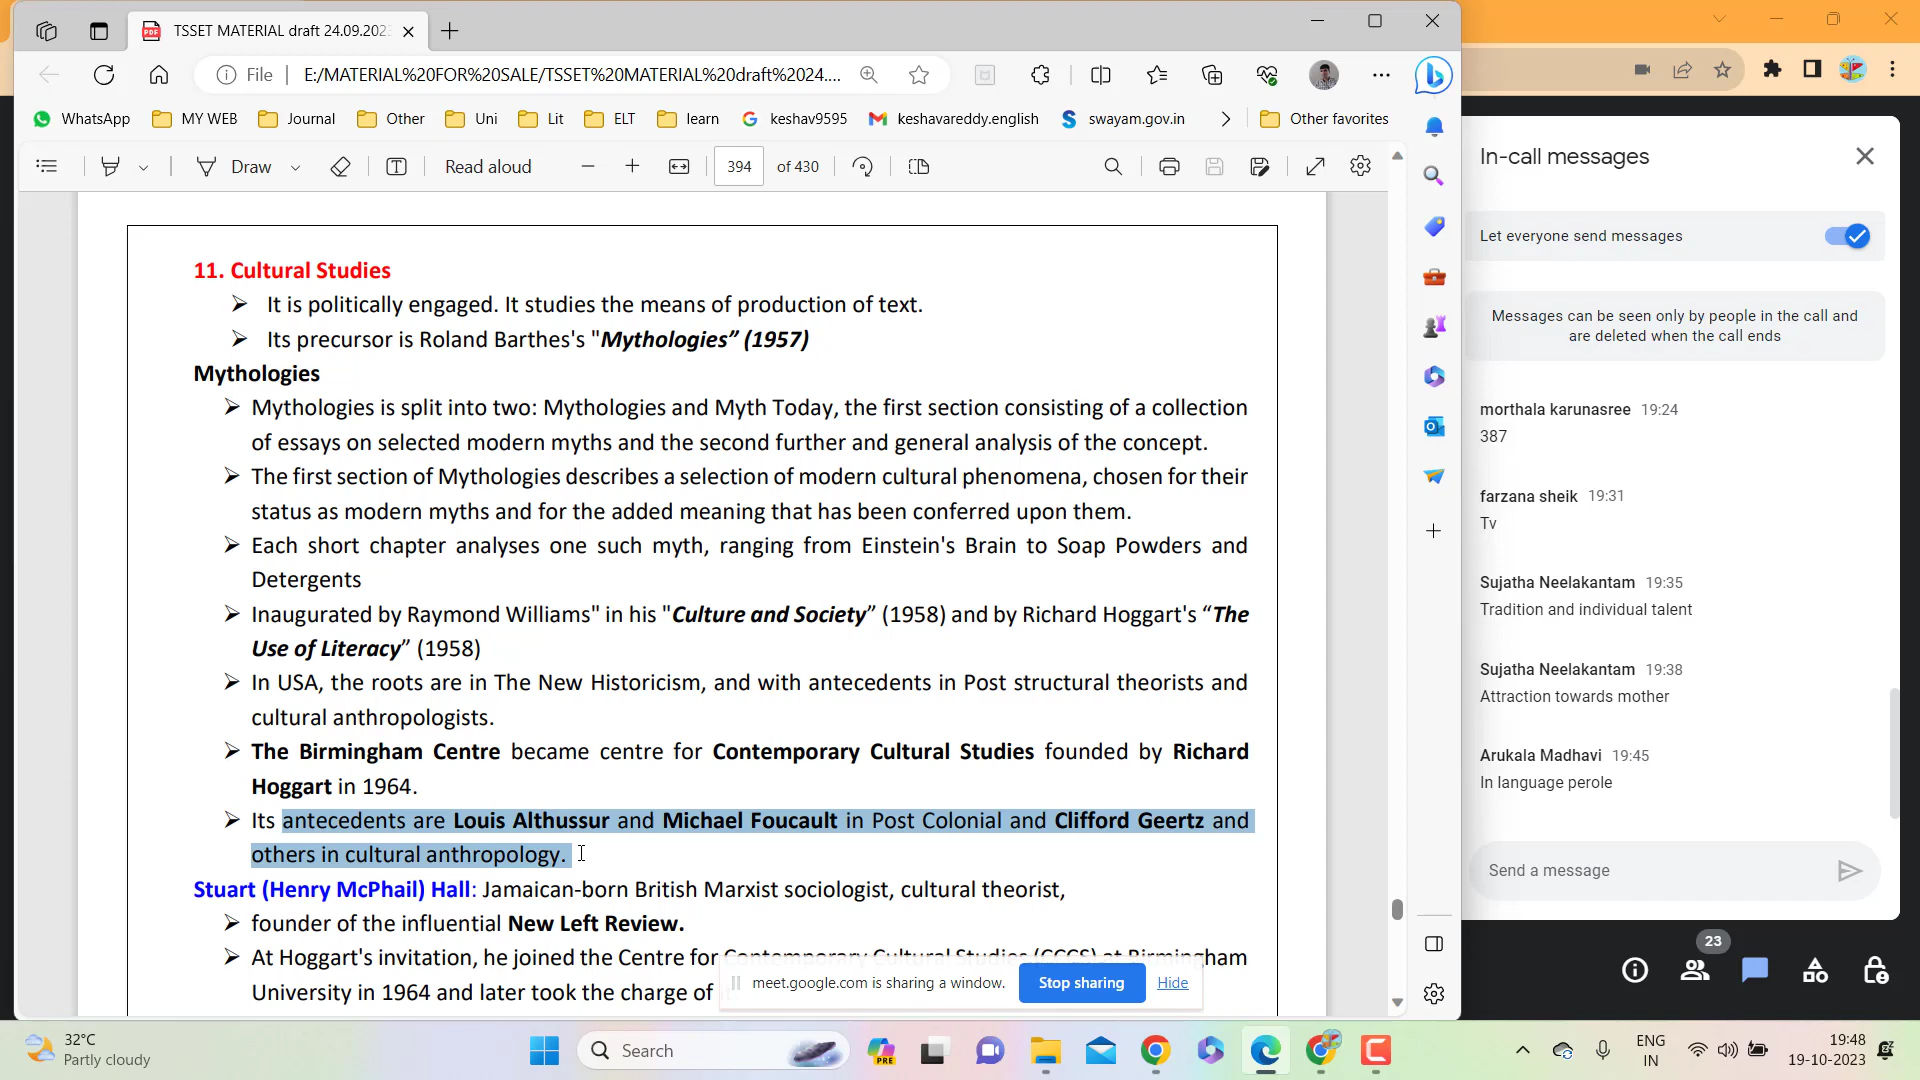 TSSET MATERIAL draft 24.09.202
File
E:/MATERIAL%20FOR%20SALE/TSSET%20MATERIAL%20draft%2024....
WhatsApp MY WEB Journal Other Uni Lit ELT learn keshav9595 keshavareddy.english swayam.gov.in Other favorites
Draw Read aloud 394 of 430
11. Cultural Studies
It is politically engaged. It studies the means of production of text.
Its precursor is Roland Barthes's "Mythologies” (1957)
Mythologies
Mythologies is split into two: Mythologies and Myth Today, the first section consisting of a collection
of essays on selected modern myths and the second further and general analysis of the concept.
The first section of Mythologies describes a selection of modern cultural phenomena, chosen for their
status as modern myths and for the added meaning that has been conferred upon them.
Each short chapter analyses one such myth, ranging from Einstein's Brain to Soap Powders and
Detergents
Inaugurated by Raymond Williams" in his "Culture and Society” (1958) and by Richard Hoggart's “The
Use of Literacy” (1958)
In USA, the roots are in The New Historicism, and with antecedents in Post structural theorists and
cultural anthropologists.
The Birmingham Centre became centre for Contemporary Cultural Studies founded by Richard
Hoggart in 1964.
Its antecedents are Louis Althussur and Michael Foucault in Post Colonial and Clifford Geertz and
others in cultural anthropology.
Stuart (Henry McPhail) Hall: Jamaican-born British Marxist sociologist, cultural theorist,
founder of the influential New Left Review.
At Hoggart's invitation, he joined the Centre for Contemporary Cultural Studies (CCCS) at Birmingham
University in 1964 and later took the charge of
meet.google.com is sharing a window. Stop sharing Hide
In-call messages
Let everyone send messages
Messages can be seen only by people in the call and
are deleted when the call ends
morthala karunasree 19:24
387
farzana sheik 19:31
Tv
Sujatha Neelakantam 19:35
Tradition and individual talent
Sujatha Neelakantam 19:38
Attraction towards mother
Arukala Madhavi 19:45
In language perole
Send a message
23
32°C
Partly cloudy
Search
PRE
ENG
IN
19:48
19-10-2023